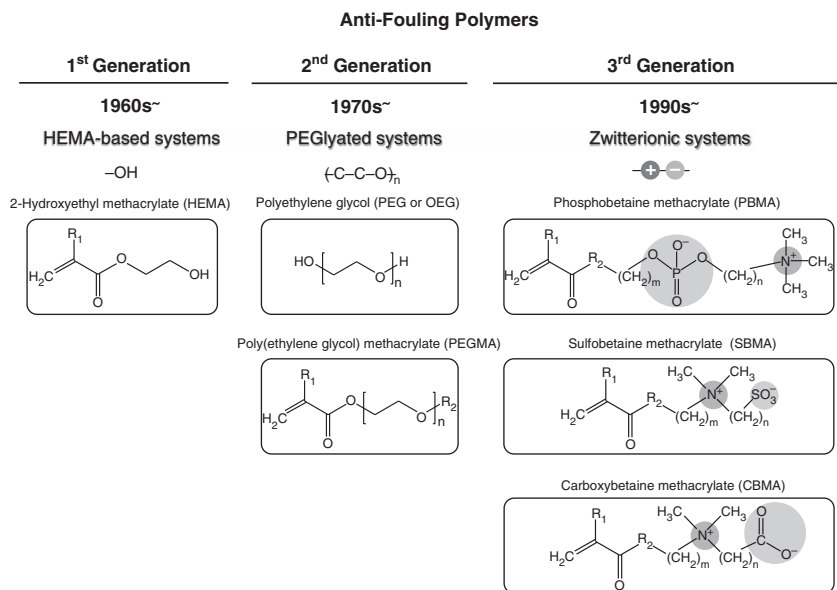 Anti-Fouling Polymers
1st Generation
1960s~
HEMA-based systems
–OH
2-Hydroxyethyl methacrylate (HEMA)
R1
H2C
O
O
OH
2nd Generation
1970s~
PEGlyated systems
(C–C–O)n
Polyethylene glycol (PEG or OEG)
HO
O
H
n
Poly(ethylene glycol) methacrylate (PEGMA)
R1
H2C
O
O
O
n
R2
3rd Generation
1990s~
Zwitterionic systems
–+–−–
Phosphobetaine methacrylate (PBMA)
R1
H2C
O
R2
(CH2)m
O
O−
P
O
O
(CH2)n
N+
CH3
CH3
CH3
Sulfobetaine methacrylate (SBMA)
R1
H2C
O
R2
(CH2)m
H3C
CH3
N+
(CH2)n
SO3−
Carboxybetaine methacrylate (CBMA)
R1
H2C
O
R2
(CH2)m
H3C
CH3
N+
(CH2)n
O
C
O−